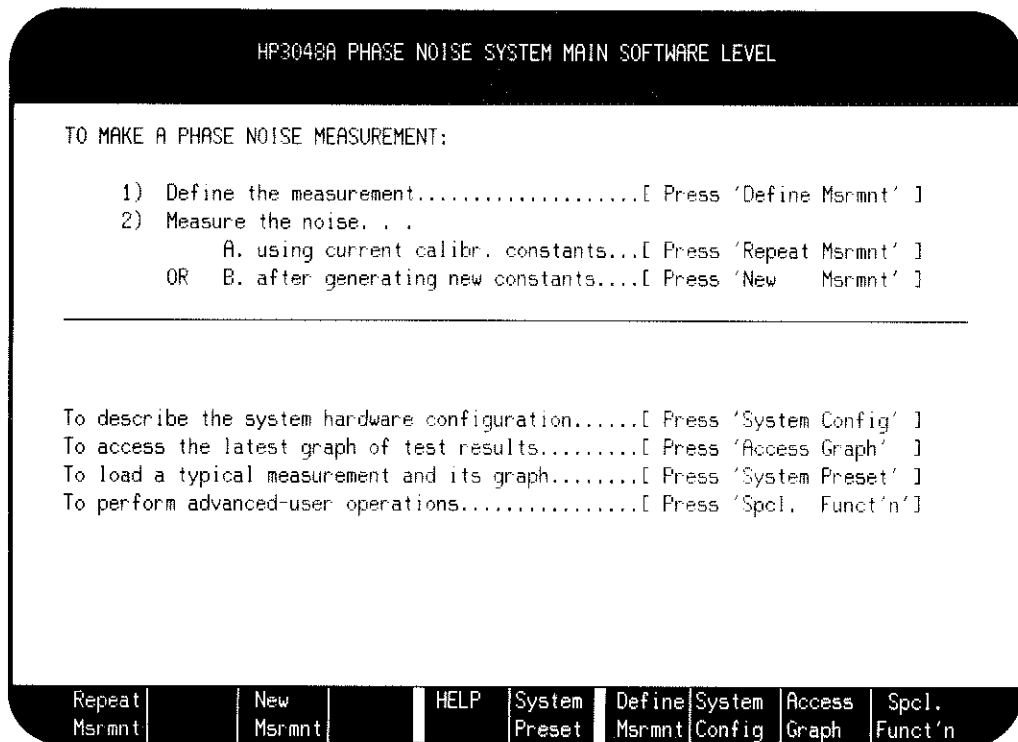 HP3048A PHASE NOISE SYSTEM MAIN SOFTWARE LEVEL
TO MAKE A PHASE NOISE MEASUREMENT:
1) Define the measurement....................[ Press 'Define Msrmnt' ]
2) Measure the noise. . .
A. using current calibr. constants...[ Press 'Repeat Msrmnt' ]
OR B. after generating new constants....[ Press 'New Msrmnt' ]
To describe the system hardware configuration......[ Press 'System Config' ]
To access the latest graph of test results.........[ Press 'Access Graph' ]
To load a typical measurement and its graph........[ Press 'System Preset' ]
To perform advanced-user operations................[ Press 'Spcl. Funct'n']
Repeat New HELP System Define System Access Spcl.
Msrmnt Msrmnt Preset Msrmnt Config Graph Funct'n